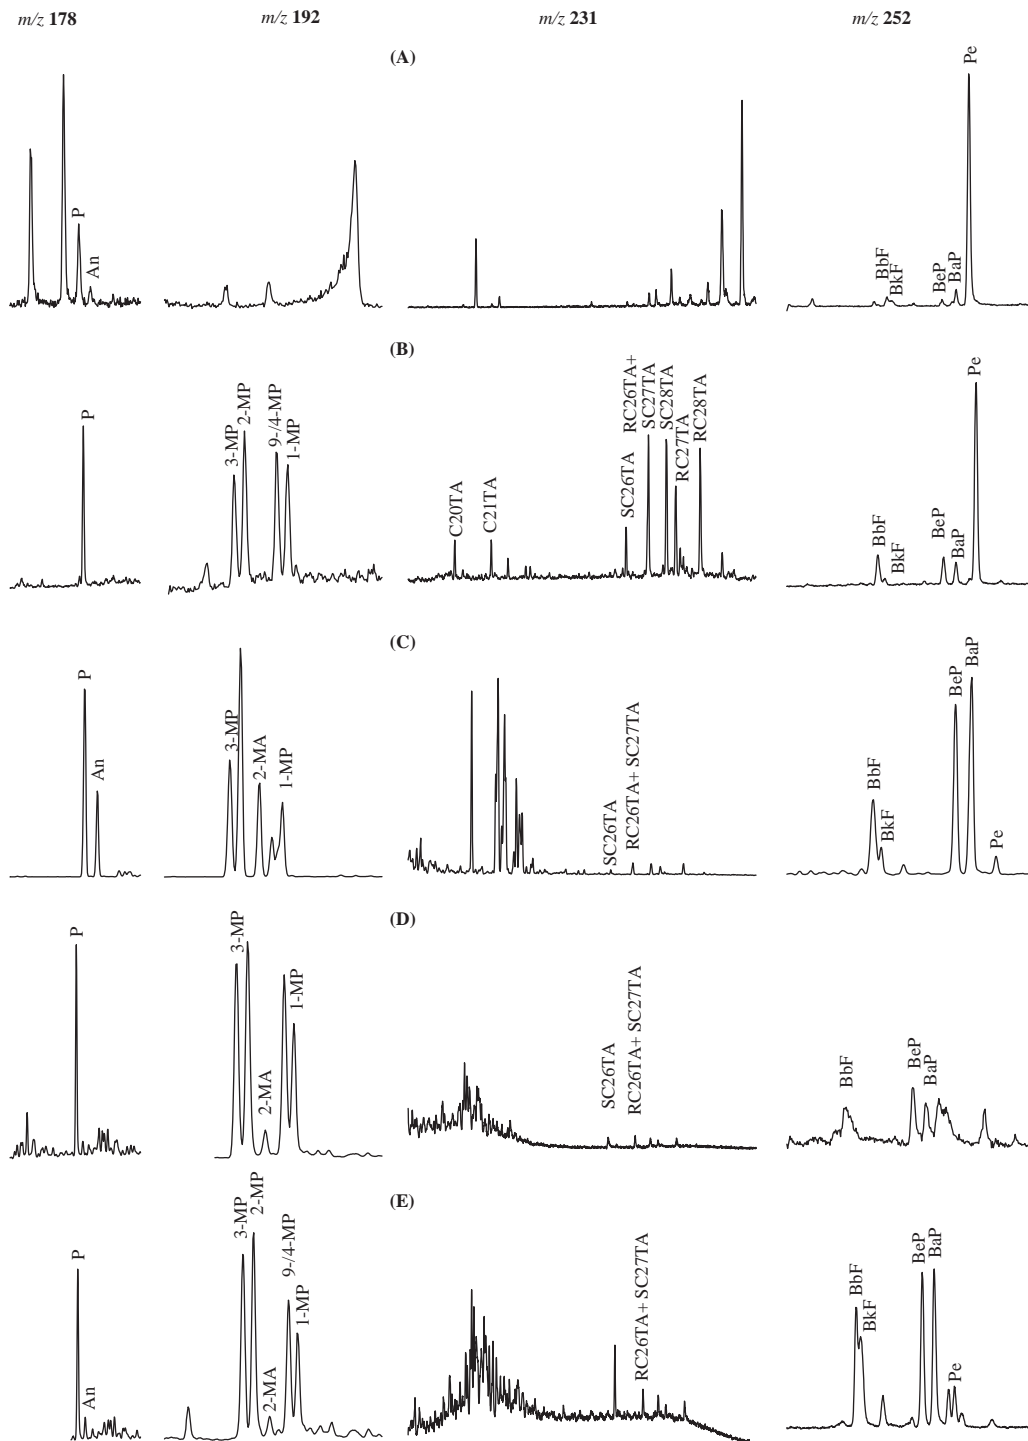 m/z 178
m/z 192
m/z 231
m/z 252
(A)
P
An
BbF
BkF
BeP
BaP
Pe
(B)
P
3-MP
2-MP
9-/4-MP
1-MP
C20TA
C21TA
SC26TA
RC26TA+
SC27TA
SC28TA
RC27TA
RC28TA
BbF
BkF
BeP
BaP
Pe
(C)
P
An
3-MP
2-MA
1-MP
SC26TA
RC26TA+ SC27TA
BbF
BkF
BeP
BaP
Pe
(D)
P
3-MP
2-MA
1-MP
SC26TA
RC26TA+ SC27TA
BbF
BeP
BaP
(E)
P
An
3-MP
2-MP
2-MA
9-/4-MP
1-MP
RC26TA+ SC27TA
BbF
BkF
BeP
BaP
Pe